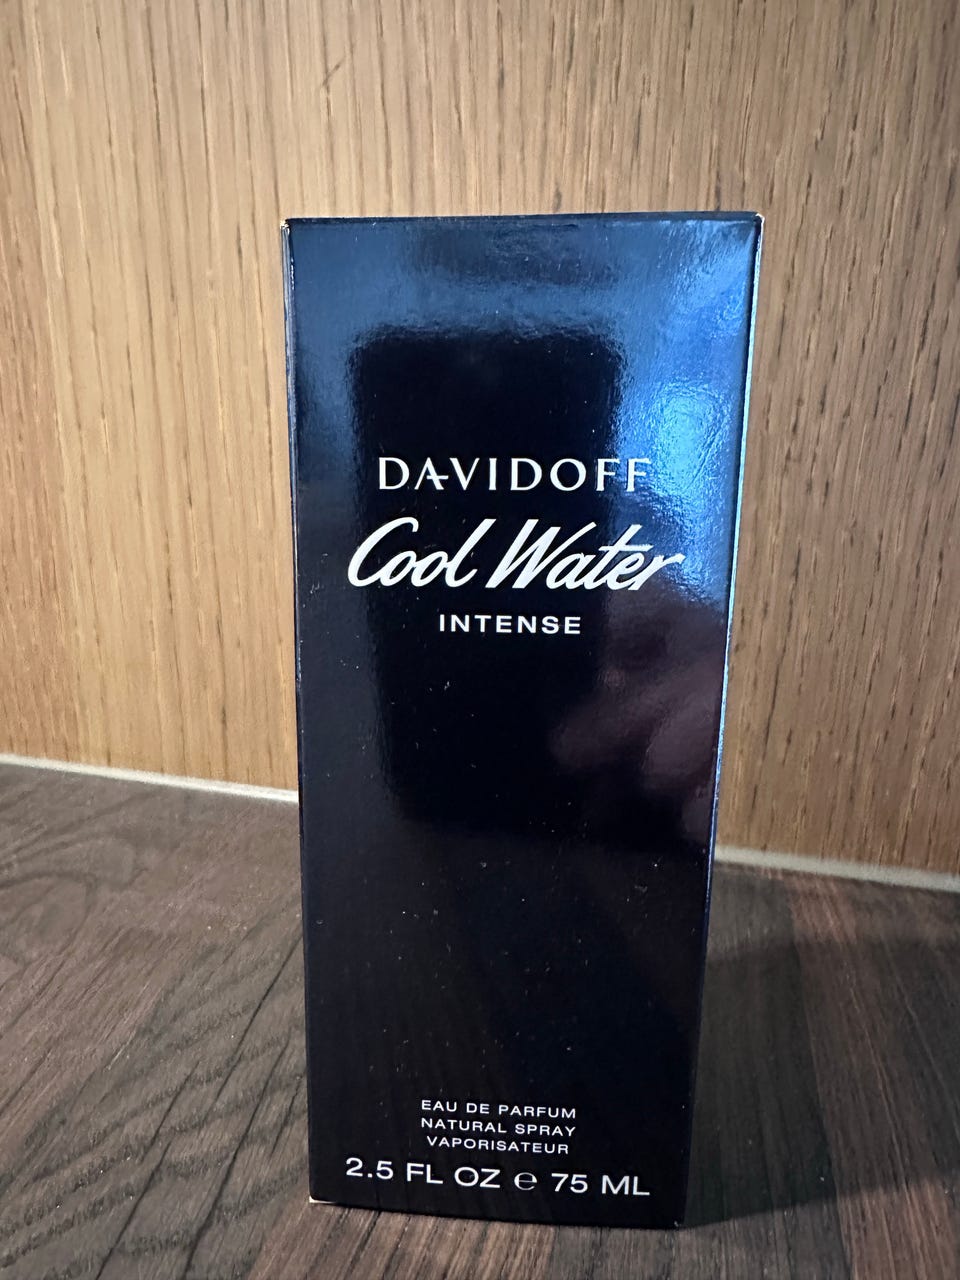 DAVIDOFF
Cool Water
INTENSE
EAU DE PARFUM
NATURAL SPRAY
VAPORISATEUR
2.5 FL OZ ℮ 75 ML